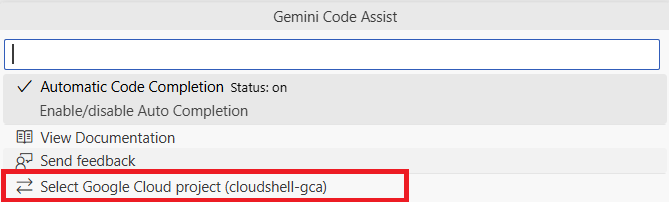 Gemini Code Assist
Automatic Code Completion Status: on
Enable/disable Auto Completion
View Documentation
Send feedback
Select Google Cloud project (cloudshell-gca)